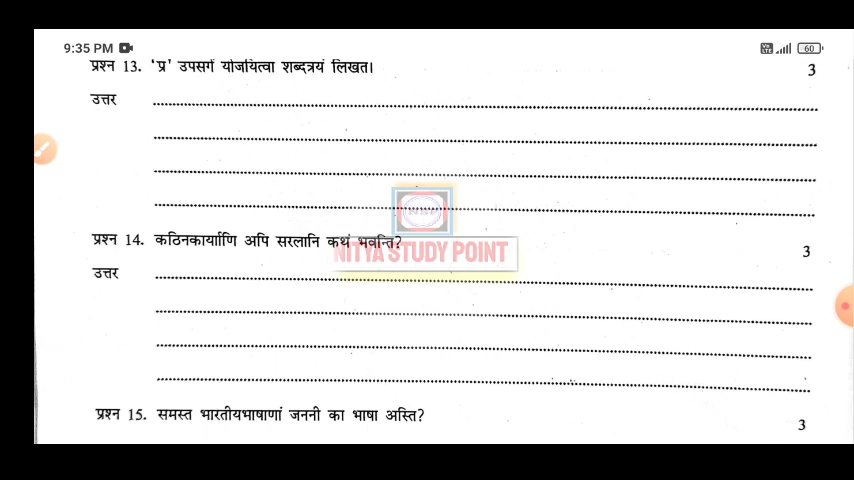 9:35 PM
60
प्रश्न 13. 'प्र' उपसर्गं योजयित्वा शब्दत्रयं लिखत। 3
उत्तर
NSP
NITYA STUDY POINT
प्रश्न 14. कठिनकार्याणि अपि सरलानि कथं भवन्ति? 3
उत्तर
प्रश्न 15. समस्त भारतीयभाषाणां जननी का भाषा अस्ति? 3